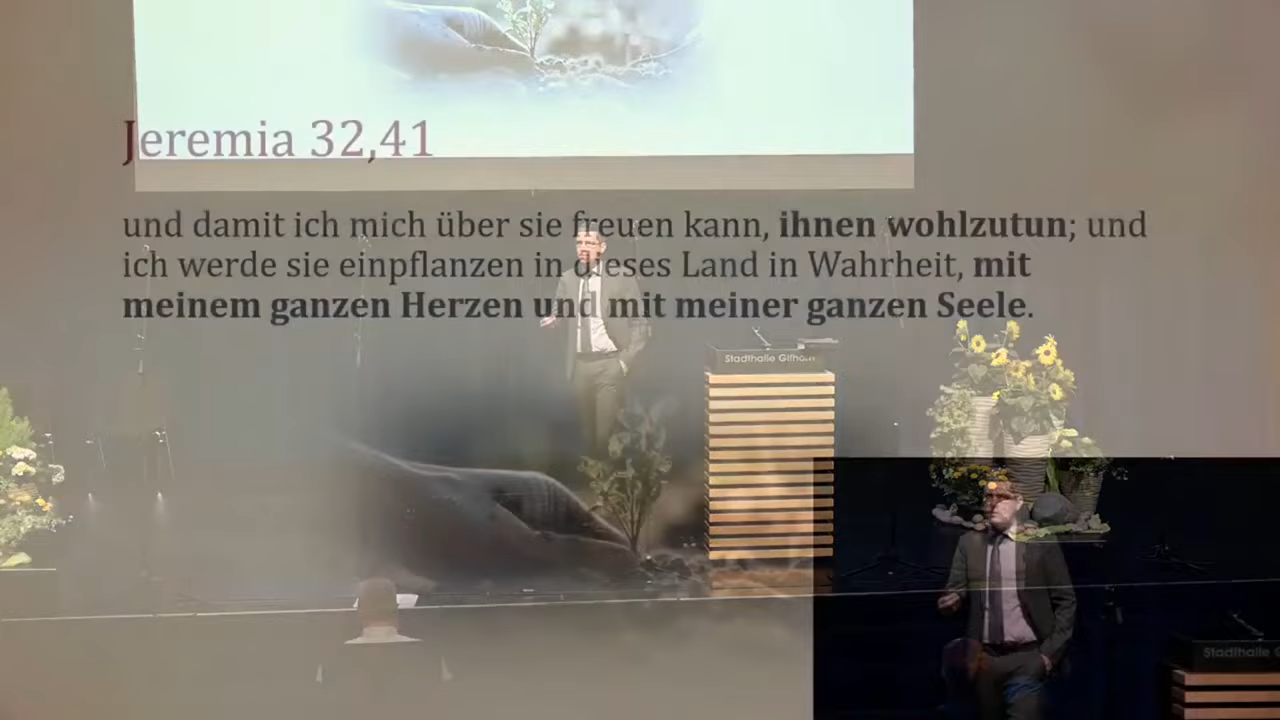 Jeremia 32,41
und damit ich mich über sie freuen kann, ihnen wohlzutun; und
ich werde sie einpflanzen in dieses Land in Wahrheit, mit
meinem ganzen Herzen und mit meiner ganzen Seele.
Stadthalle Gifhorn
Stadthalle G